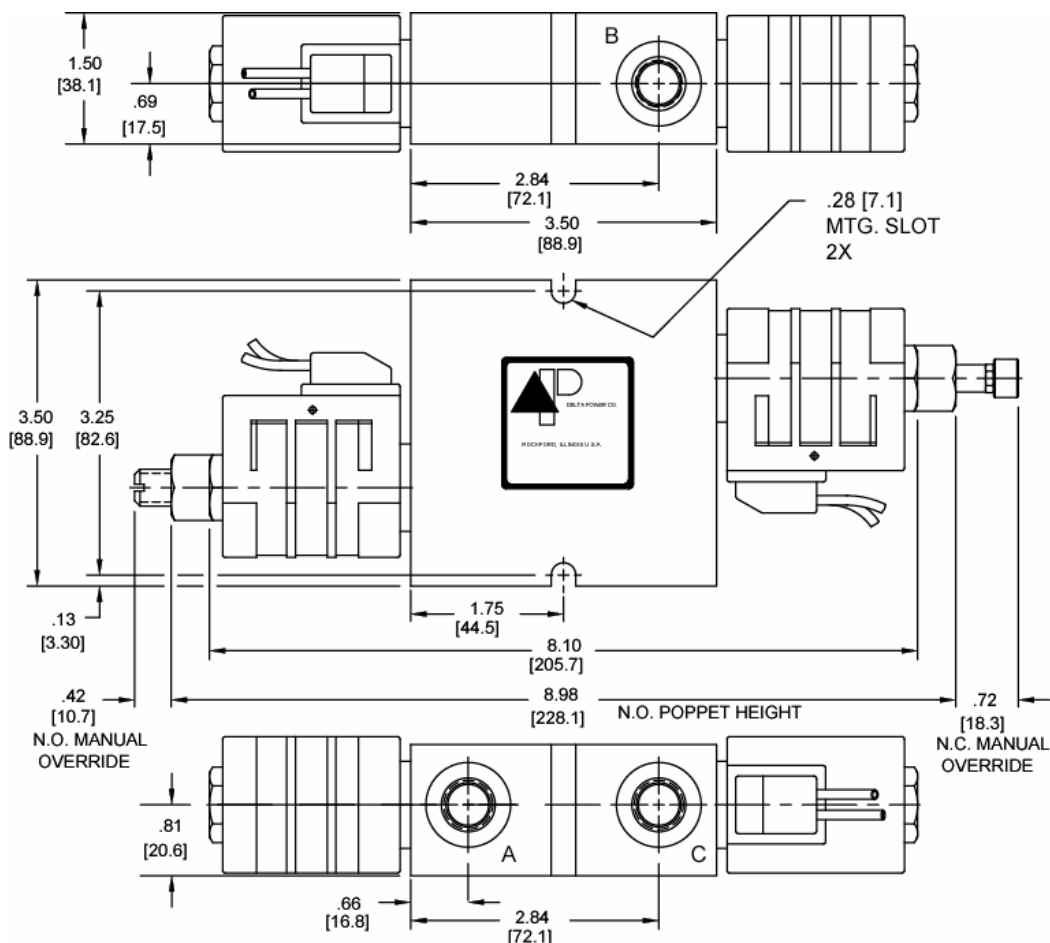 1.50
[38.1]
.69
[17.5]
B
2.84
[72.1]
3.50
[88.9]
.28 [7.1]
MTG. SLOT
2X
3.50
[88.9]
3.25
[82.6]
DELTA POWER CO.
ROCKFORD, ILLINOIS U.S.A.
.13
[3.30]
1.75
[44.5]
8.10
[205.7]
.42
[10.7]
N.O. MANUAL
OVERRIDE
8.98
[228.1]
N.O. POPPET HEIGHT
.72
[18.3]
N.C. MANUAL
OVERRIDE
.81
[20.6]
A
C
.66
[16.8]
2.84
[72.1]